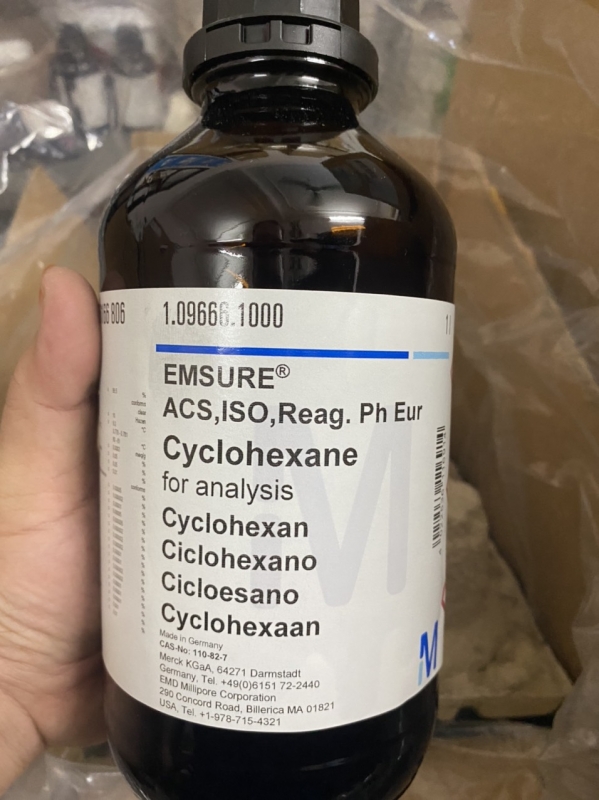 1.09666.1000
EMSURE®
ACS,ISO,Reag. Ph Eur
Cyclohexane
for analysis
Cyclohexan
Ciclohexano
Cicloesano
Cyclohexaan
Made in Germany
CAS-No: 110-82-7
Merck KGaA, 64271 Darmstadt
Germany, Tel. +49(0)6151 72-2440
EMD Millipore Corporation
290 Concord Road, Billerica MA 01821
USA, Tel. +1-978-715-4321
M